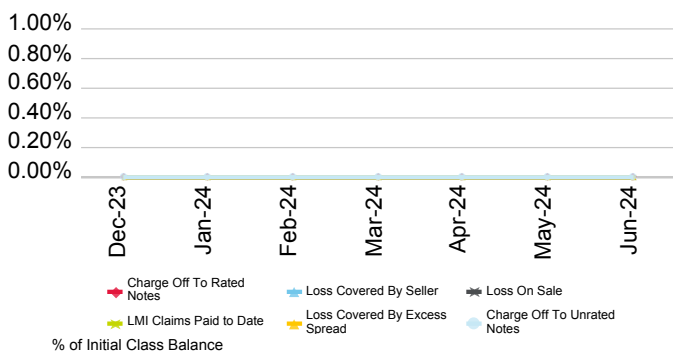 1.00%
0.80%
0.60%
0.40%
0.20%
0.00%
Dec-23
Jan-24
Feb-24
Mar-24
Apr-24
May-24
Jun-24
Charge Off To Rated
Notes
Loss Covered By Seller
Loss On Sale
LMI Claims Paid to Date
Loss Covered By Excess
Spread
Charge Off To Unrated
Notes
% of Initial Class Balance